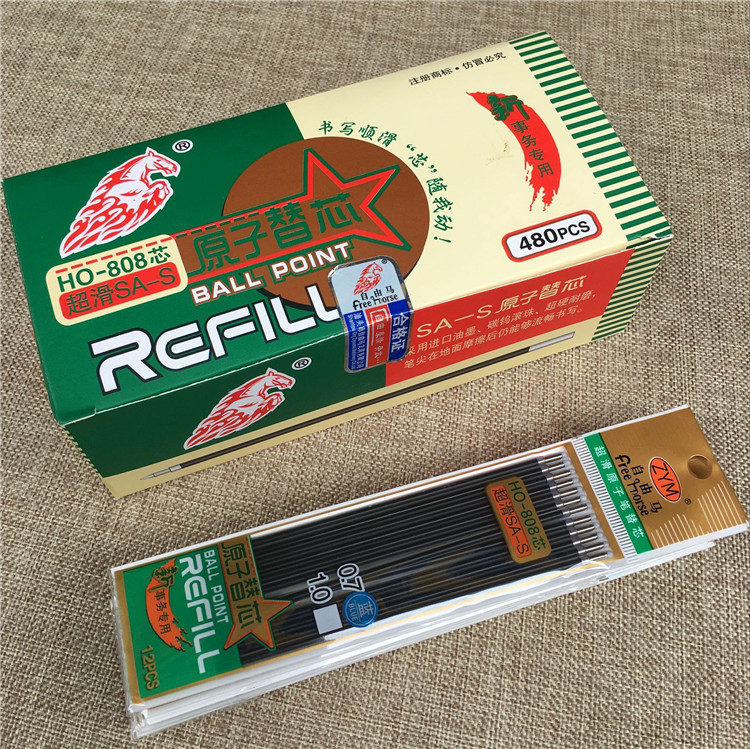 注册商标·仿冒必究
新
事务专用
书写顺滑“芯”随我动！
480PCS
®
HO-808芯
超滑SA-S
原子替芯
BALL POINT
REFILL
自由马
Free Horse
合格证
SA-S原子替芯
采用进口油墨、碳钨滚珠，超硬耐磨，
笔尖在地面摩擦后仍能够流畅书写。
ZYM
®
自由马
Free Horse
超滑原子笔替芯
HO-808芯
超滑SA-S
0.7
1.0
蓝
BLUE
原子替芯
BALL POINT
REFILL
新
事务专用
12PCS